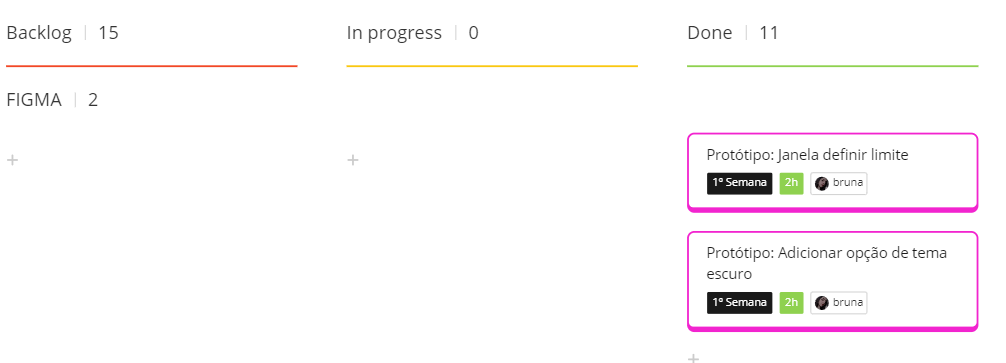 Backlog | 15
In progress | 0
Done | 11
FIGMA | 2
+
+
Protótipo: Janela definir limite
1º Semana 2h bruna
Protótipo: Adicionar opção de tema
escuro
1º Semana 2h bruna
+